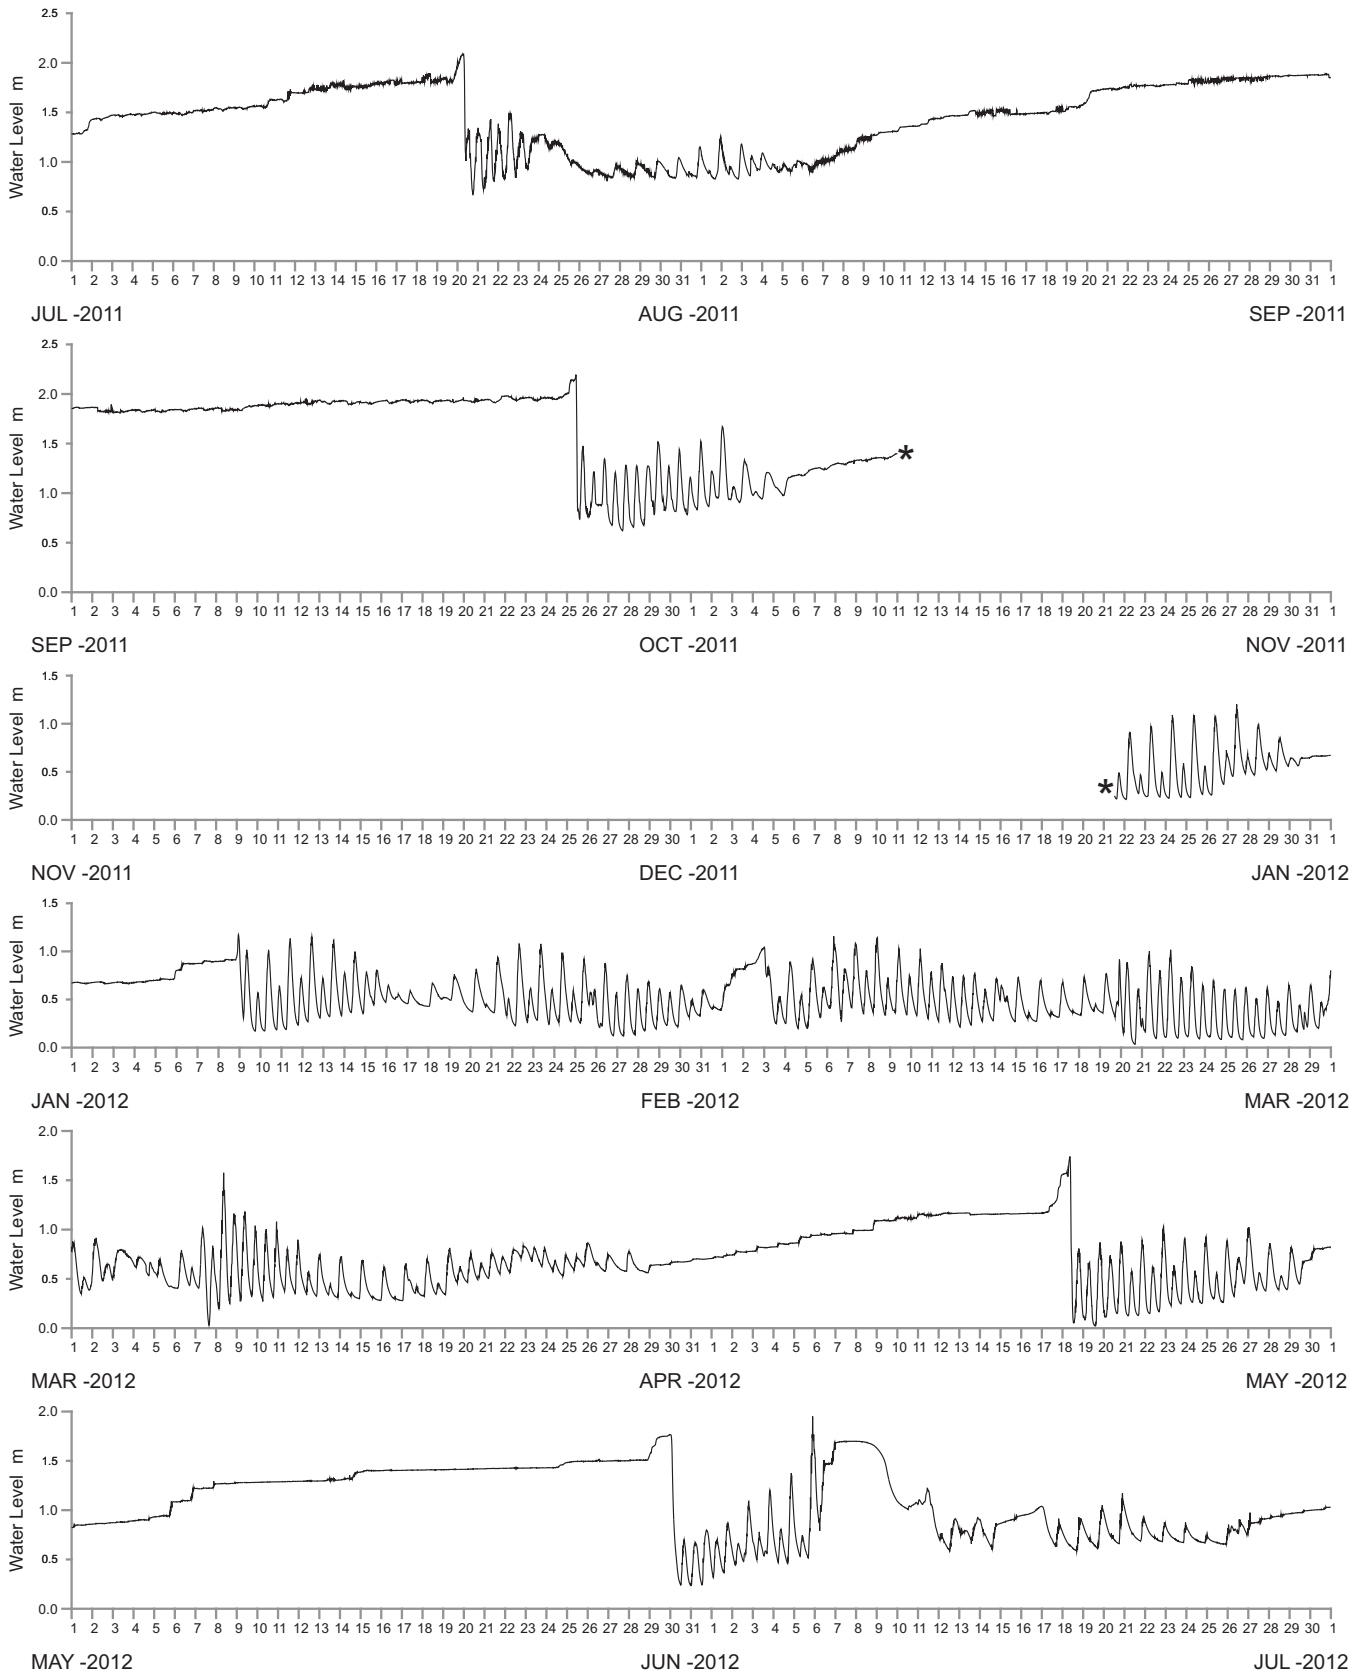 2.5
2.0
1.5
1.0
0.5
0.0
Water Level m
1 2 3 4 5 6 7 8 9 10 11 12 13 14 15 16 17 18 19 20 21 22 23 24 25 26 27 28 29 30 31 1 2 3 4 5 6 7 8 9 10 11 12 13 14 15 16 17 18 19 20 21 22 23 24 25 26 27 28 29 30 31 1
JUL -2011 AUG -2011 SEP -2011
2.5
2.0
1.5
1.0
0.5
0.0
Water Level m
*
1 2 3 4 5 6 7 8 9 10 11 12 13 14 15 16 17 18 19 20 21 22 23 24 25 26 27 28 29 30 1 2 3 4 5 6 7 8 9 10 11 12 13 14 15 16 17 18 19 20 21 22 23 24 25 26 27 28 29 30 31 1
SEP -2011 OCT -2011 NOV -2011
1.5
1.0
0.5
0.0
Water Level m
*
1 2 3 4 5 6 7 8 9 10 11 12 13 14 15 16 17 18 19 20 21 22 23 24 25 26 27 28 29 30 1 2 3 4 5 6 7 8 9 10 11 12 13 14 15 16 17 18 19 20 21 22 23 24 25 26 27 28 29 30 31 1
NOV -2011 DEC -2011 JAN -2012
1.5
1.0
0.5
0.0
Water Level m
1 2 3 4 5 6 7 8 9 10 11 12 13 14 15 16 17 18 19 20 21 22 23 24 25 26 27 28 29 30 31 1 2 3 4 5 6 7 8 9 10 11 12 13 14 15 16 17 18 19 20 21 22 23 24 25 26 27 28 29 1
JAN -2012 FEB -2012 MAR -2012
2.0
1.5
1.0
0.5
0.0
Water Level m
1 2 3 4 5 6 7 8 9 10 11 12 13 14 15 16 17 18 19 20 21 22 23 24 25 26 27 28 29 30 31 1 2 3 4 5 6 7 8 9 10 11 12 13 14 15 16 17 18 19 20 21 22 23 24 25 26 27 28 29 30 1
MAR -2012 APR -2012 MAY -2012
2.0
1.5
1.0
0.5
0.0
Water Level m
1 2 3 4 5 6 7 8 9 10 11 12 13 14 15 16 17 18 19 20 21 22 23 24 25 26 27 28 29 30 31 1 2 3 4 5 6 7 8 9 10 11 12 13 14 15 16 17 18 19 20 21 22 23 24 25 26 27 28 29 30 1
MAY -2012 JUN -2012 JUL -2012